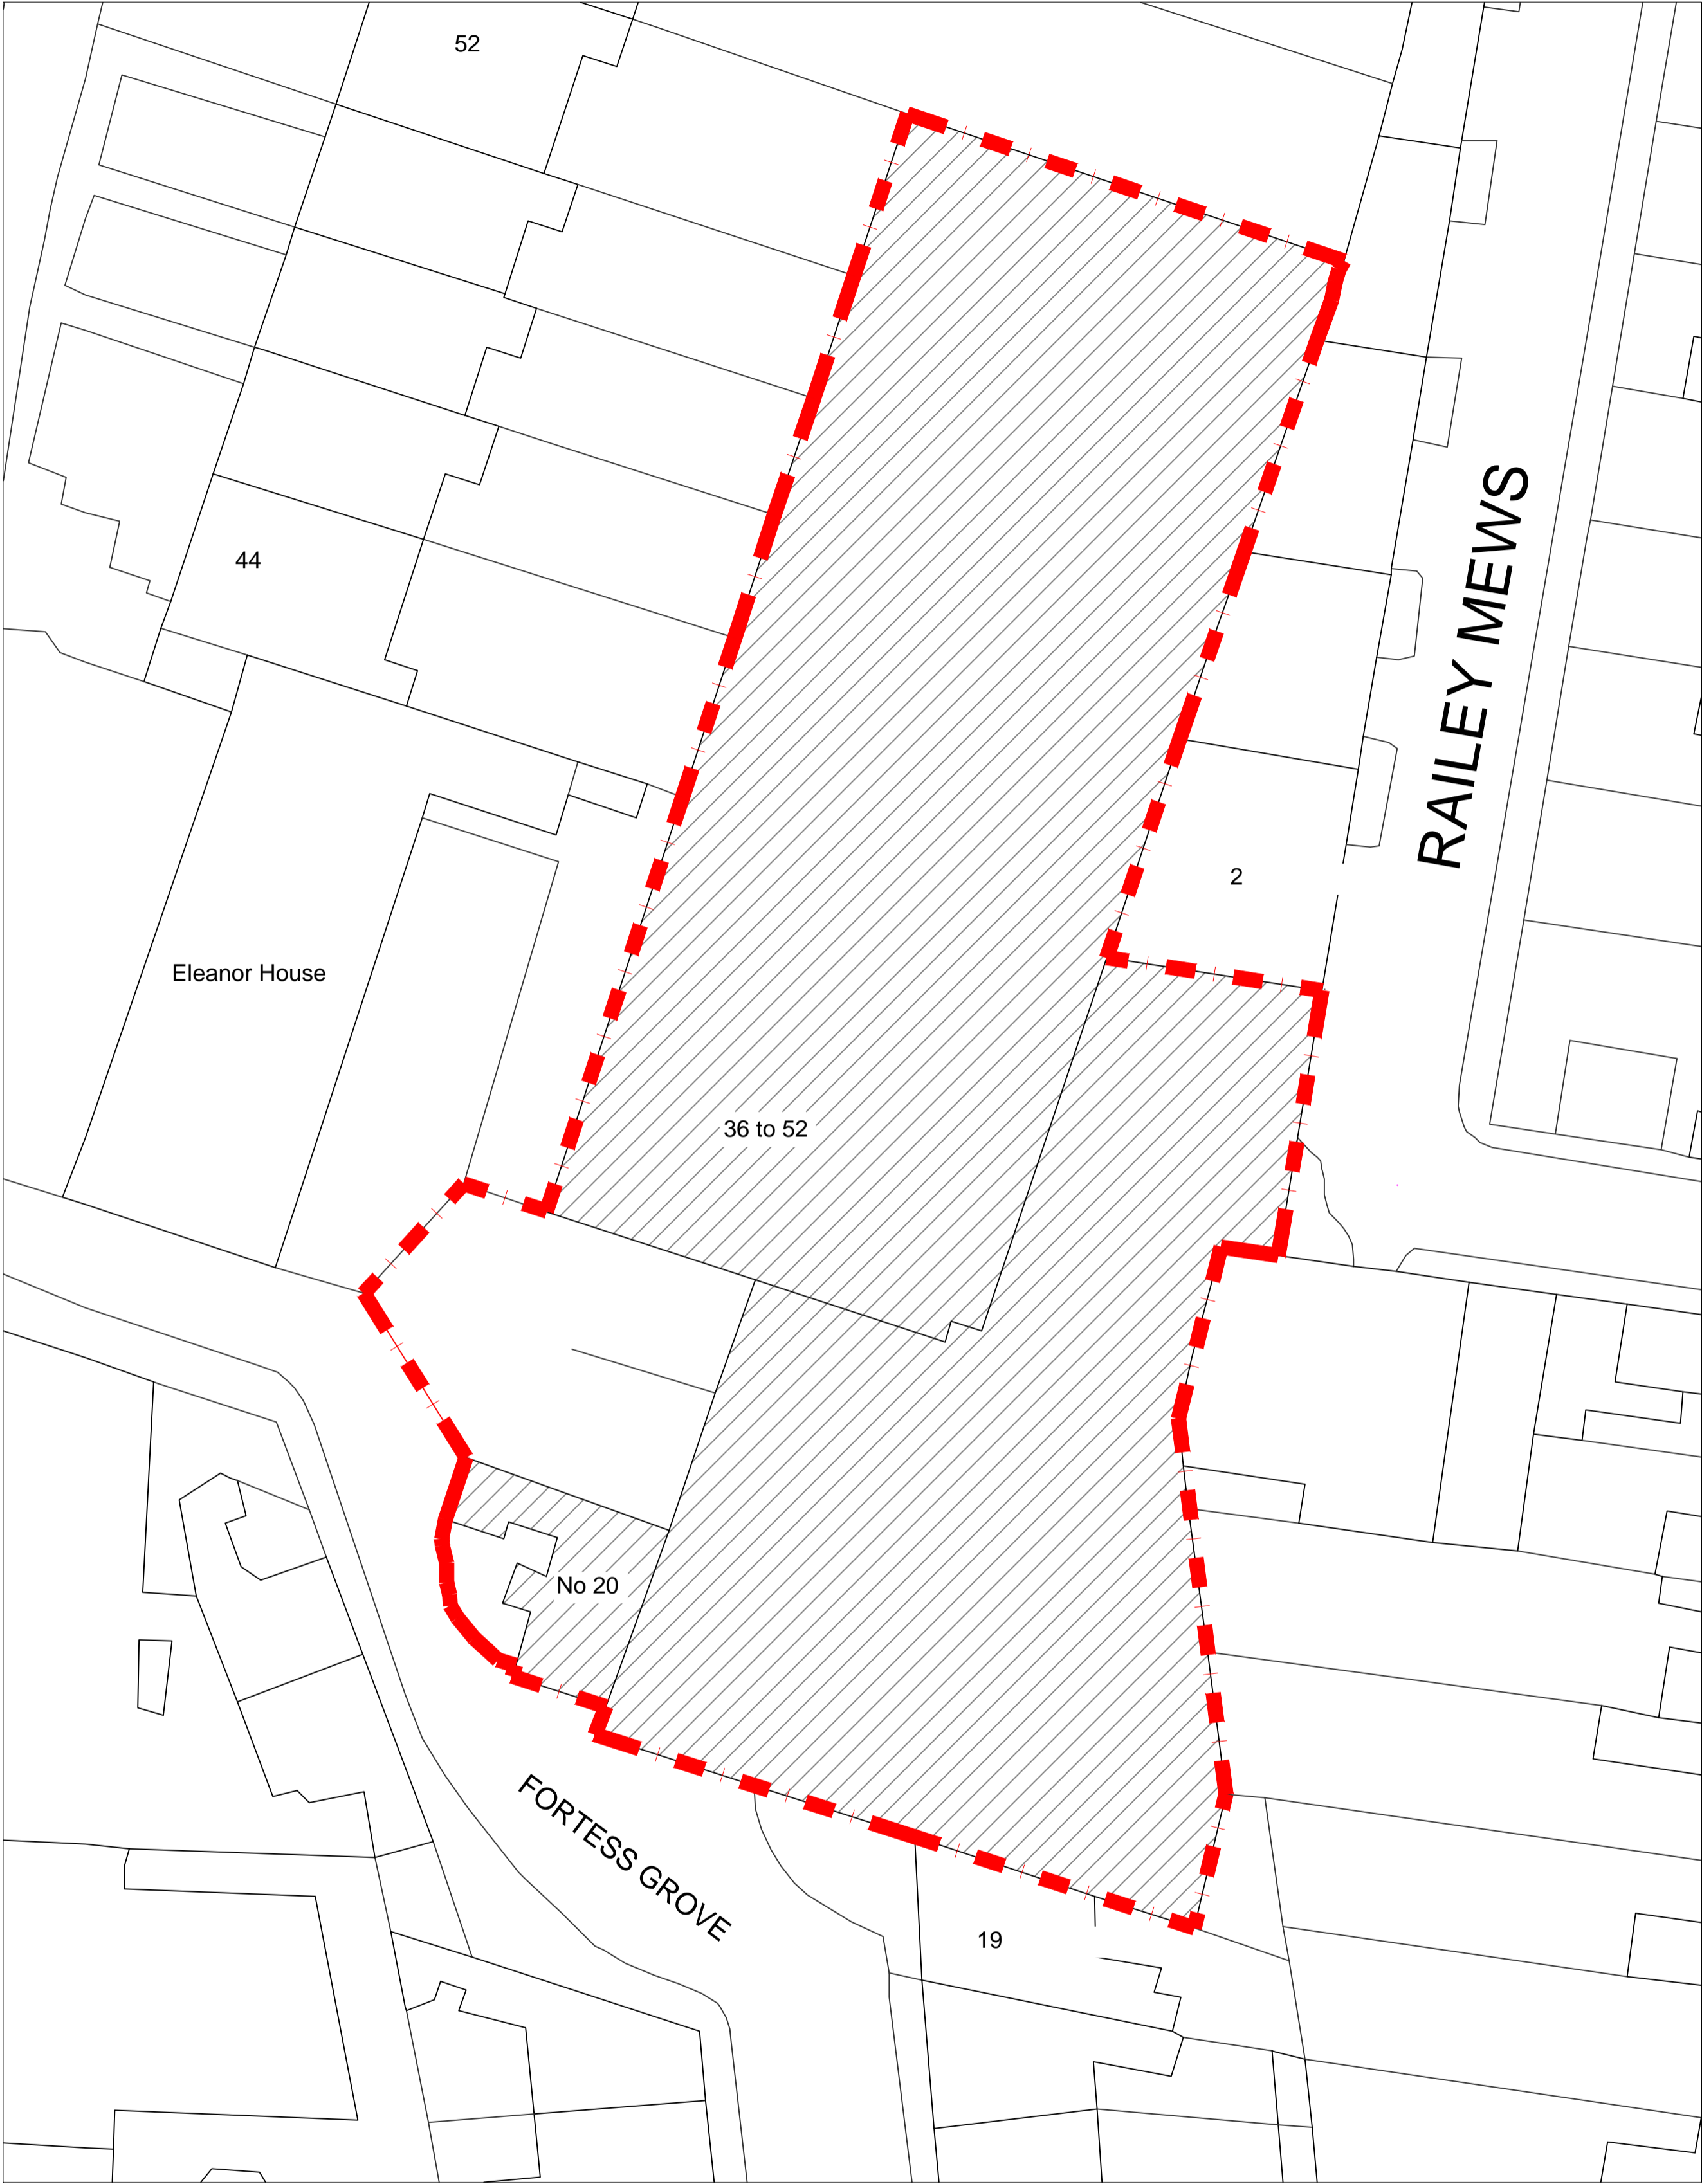 52
44
RAILEY MEWS
2
Eleanor House
36 to 52
No 20
FORTESS GROVE
19